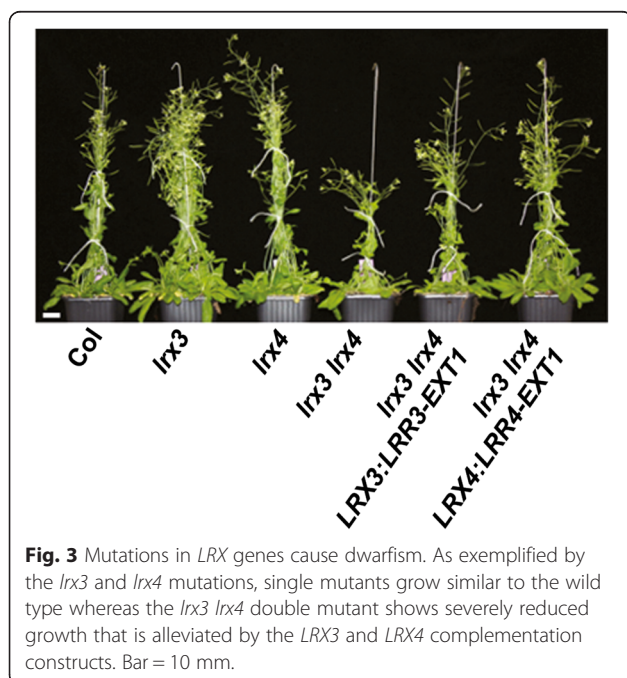 Col
lrx3
lrx4
lrx3 lrx4
lrx3 lrx4
LRX3:LRR3-EXT1
lrx3 lrx4
LRX4:LRR4-EXT1
Fig. 3 Mutations in LRX genes cause dwarfism. As exemplified by
the lrx3 and lrx4 mutations, single mutants grow similar to the wild
type whereas the lrx3 lrx4 double mutant shows severely reduced
growth that is alleviated by the LRX3 and LRX4 complementation
constructs. Bar = 10 mm.